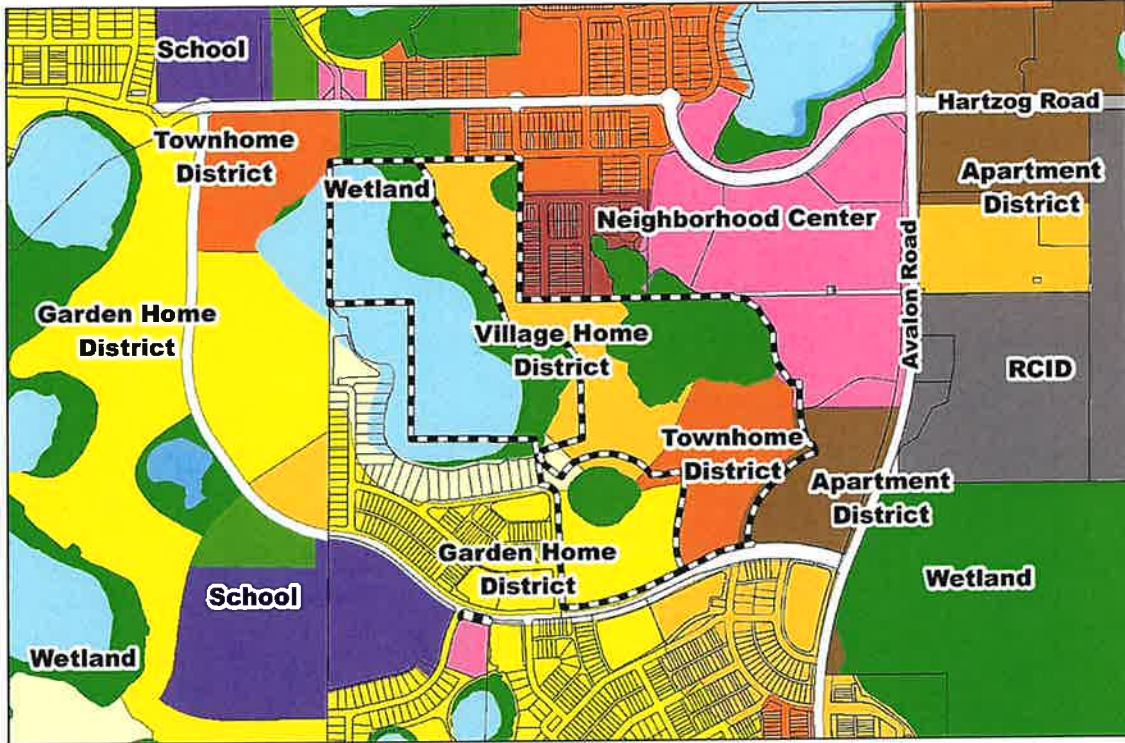 School
Hartzog Road
Townhome
District
Apartment
District
Wetland
Neighborhood Center
Avalon Road
Garden Home
District
Village Home
District
RCID
Townhome
District
Apartment
District
Garden Home
District
Wetland
School
Wetland